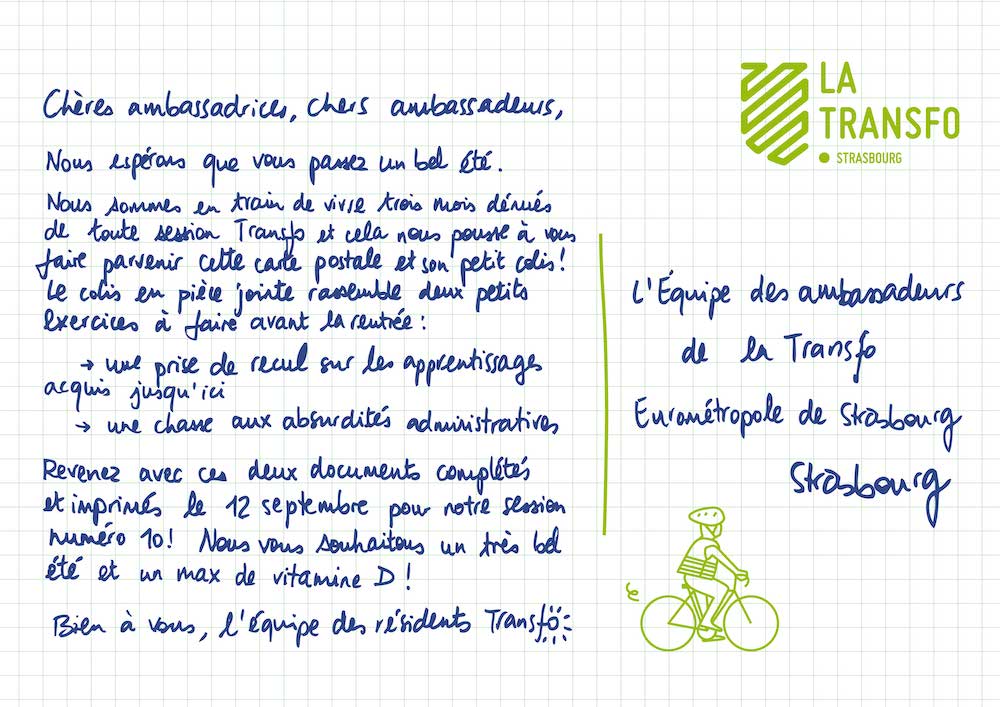 Chères ambassadrices, chers ambassadeurs,
Nous espérons que vous passez un bel été.
Nous sommes en train de vivre trois mois dénués
de toute session Transfo et cela nous pousse à vous
faire parvenir cette carte postale et son petit colis !
Le colis en pièce jointe rassemble deux petits
exercices à faire avant la rentrée :
→ une prise de recul sur les apprentissages
acquis jusqu'ici
→ une chasse aux absurdités administratives
Revenez avec ces deux documents complétés
et imprimés le 12 septembre pour notre session
numéro 10 ! Nous vous souhaitons un très bel
été et un max de vitamine D !
Bien à vous, l'équipe des résidents Transfo
LA
TRANSFO
STRASBOURG
L'Équipe des ambassadeurs
de la Transfo
Eurométropole de Strasbourg
Strasbourg